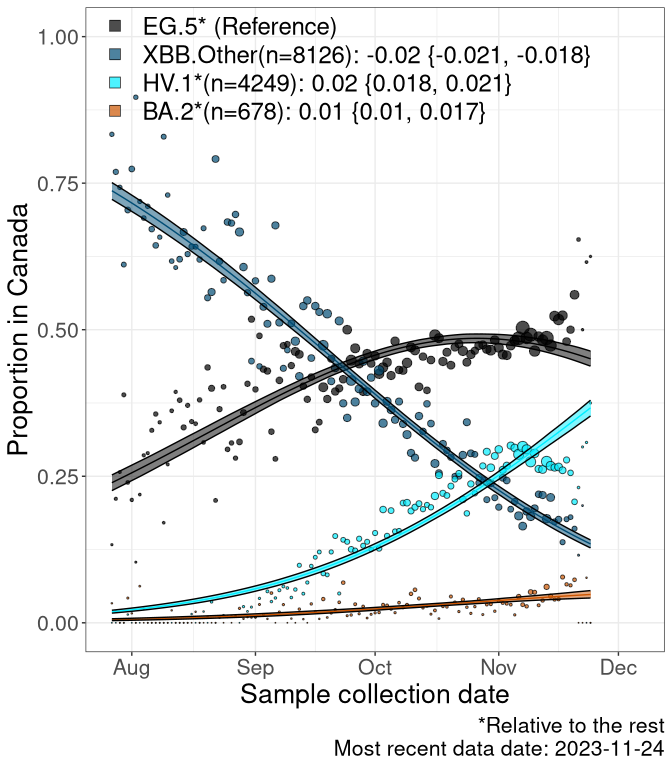 EG.5* (Reference)
XBB.Other(n=8126): -0.02 {-0.021, -0.018}
HV.1*(n=4249): 0.02 {0.018, 0.021}
BA.2*(n=678): 0.01 {0.01, 0.017}
1.00
0.75
0.50
0.25
0.00
Proportion in Canada
Aug Sep Oct Nov Dec
Sample collection date
*Relative to the rest
Most recent data date: 2023-11-24